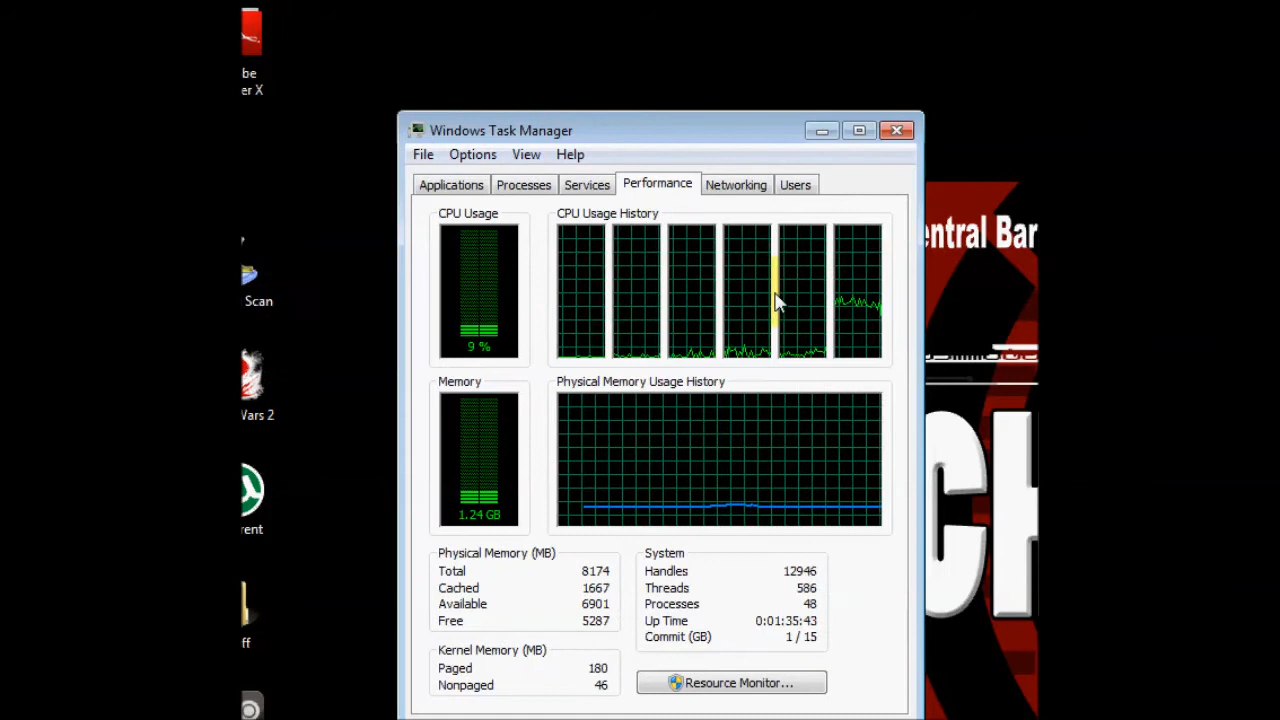 be
er X
Scan
Wars 2
rent
ff
Windows Task Manager
File Options View Help
Applications Processes Services Performance Networking Users
CPU Usage
9 %
CPU Usage History
Memory
1.24 GB
Physical Memory Usage History
Physical Memory (MB)
Total 8174
Cached 1667
Available 6901
Free 5287
Kernel Memory (MB)
Paged 180
Nonpaged 46
System
Handles 12946
Threads 586
Processes 48
Up Time 0:01:35:43
Commit (GB) 1 / 15
Resource Monitor...
entral Bar
CH